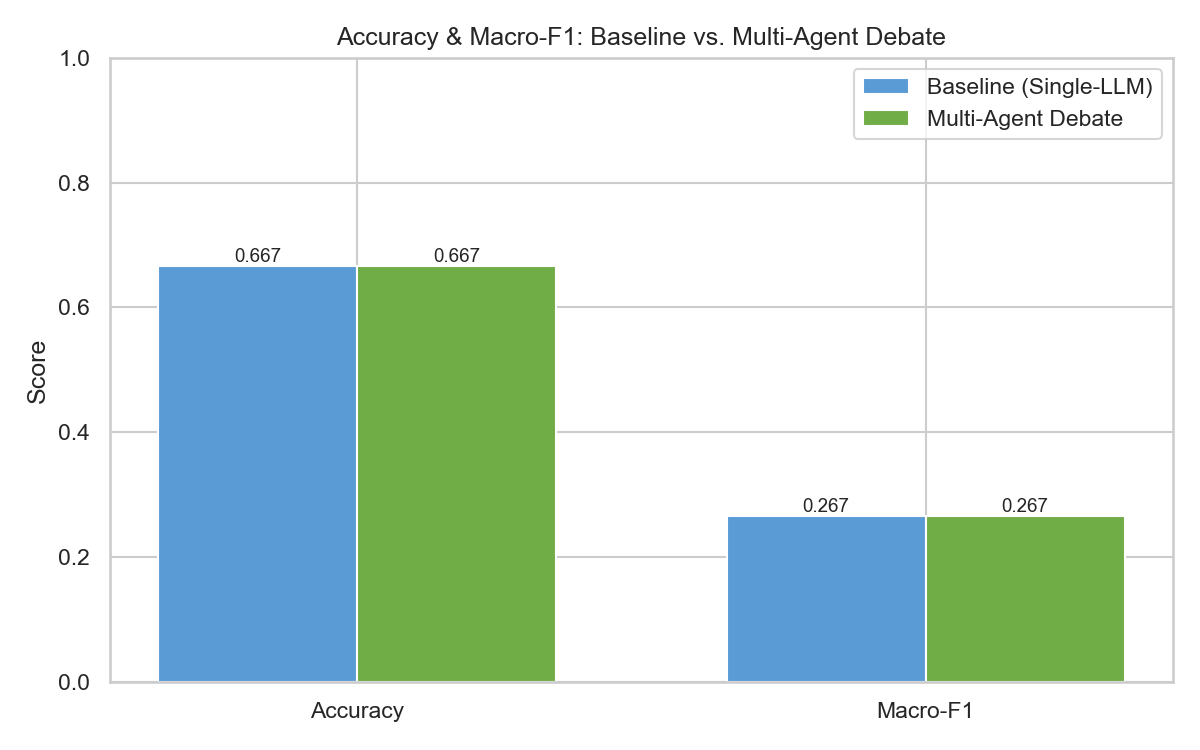 Accuracy & Macro-F1: Baseline vs. Multi-Agent Debate
1.0
Baseline (Single-LLM)
Multi-Agent Debate
0.8
0.667
0.667
0.6
Score
0.4
0.267
0.267
0.2
0.0
Accuracy
Macro-F1